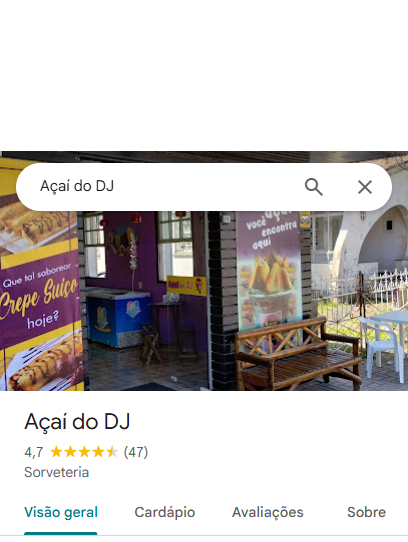 Açaí do DJ
Que tal saborear
Crepe Suíço
hoje?
você
encontra
aqui
Açaí do DJ
4,7 (47)
Sorveteria
Visão geral
Cardápio
Avaliações
Sobre